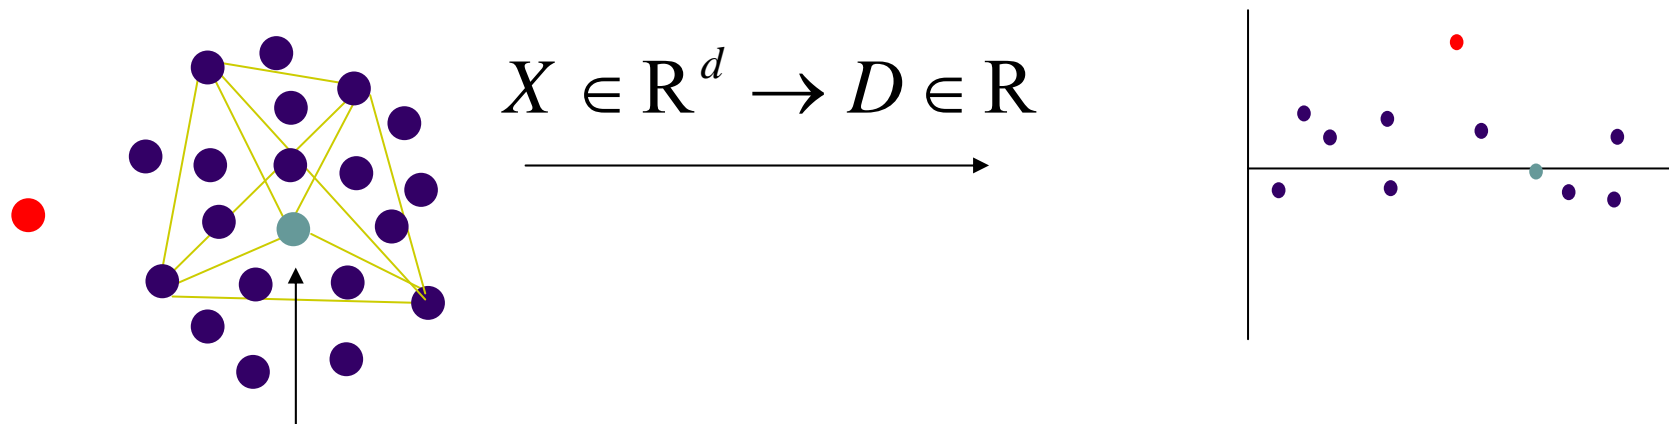 X ∈ R^d → D ∈ R